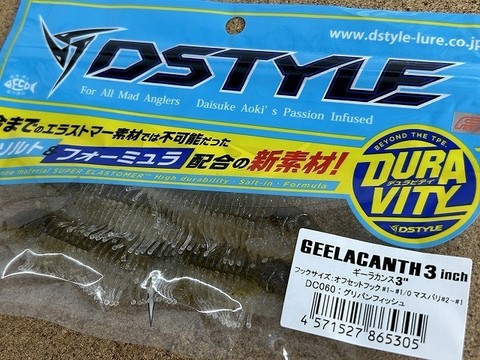 www.dstyle-lure.co.jp
DSTYLE
For All Mad Anglers Daisuke Aoki's Passion Infused
ECO
までのエラストマー素材では不可能だった
ソルト& フォーミュラ 配合の新素材!
new material SUPER ELASTOMER High durability・Salt-in・Formula
BEYOND THE TPE.
DURA
デュラビティ
VITY
DSTYLE
GEELACANTH 3 inch
ギーラカンス3"
フックサイズ:オフセットフック#1~#1/0 マスバリ#2~#1
DC060:グリパンフィッシュ
4 571527 865305